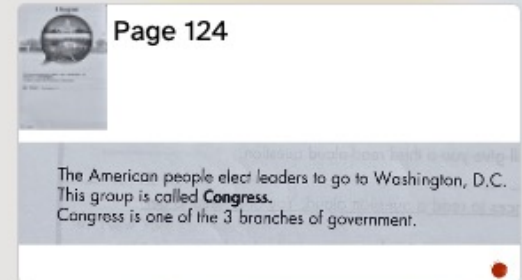 Page 124
The American people elect leaders to go to Washington, D.C.
This group is called Congress.
Congress is one of the 3 branches of government.